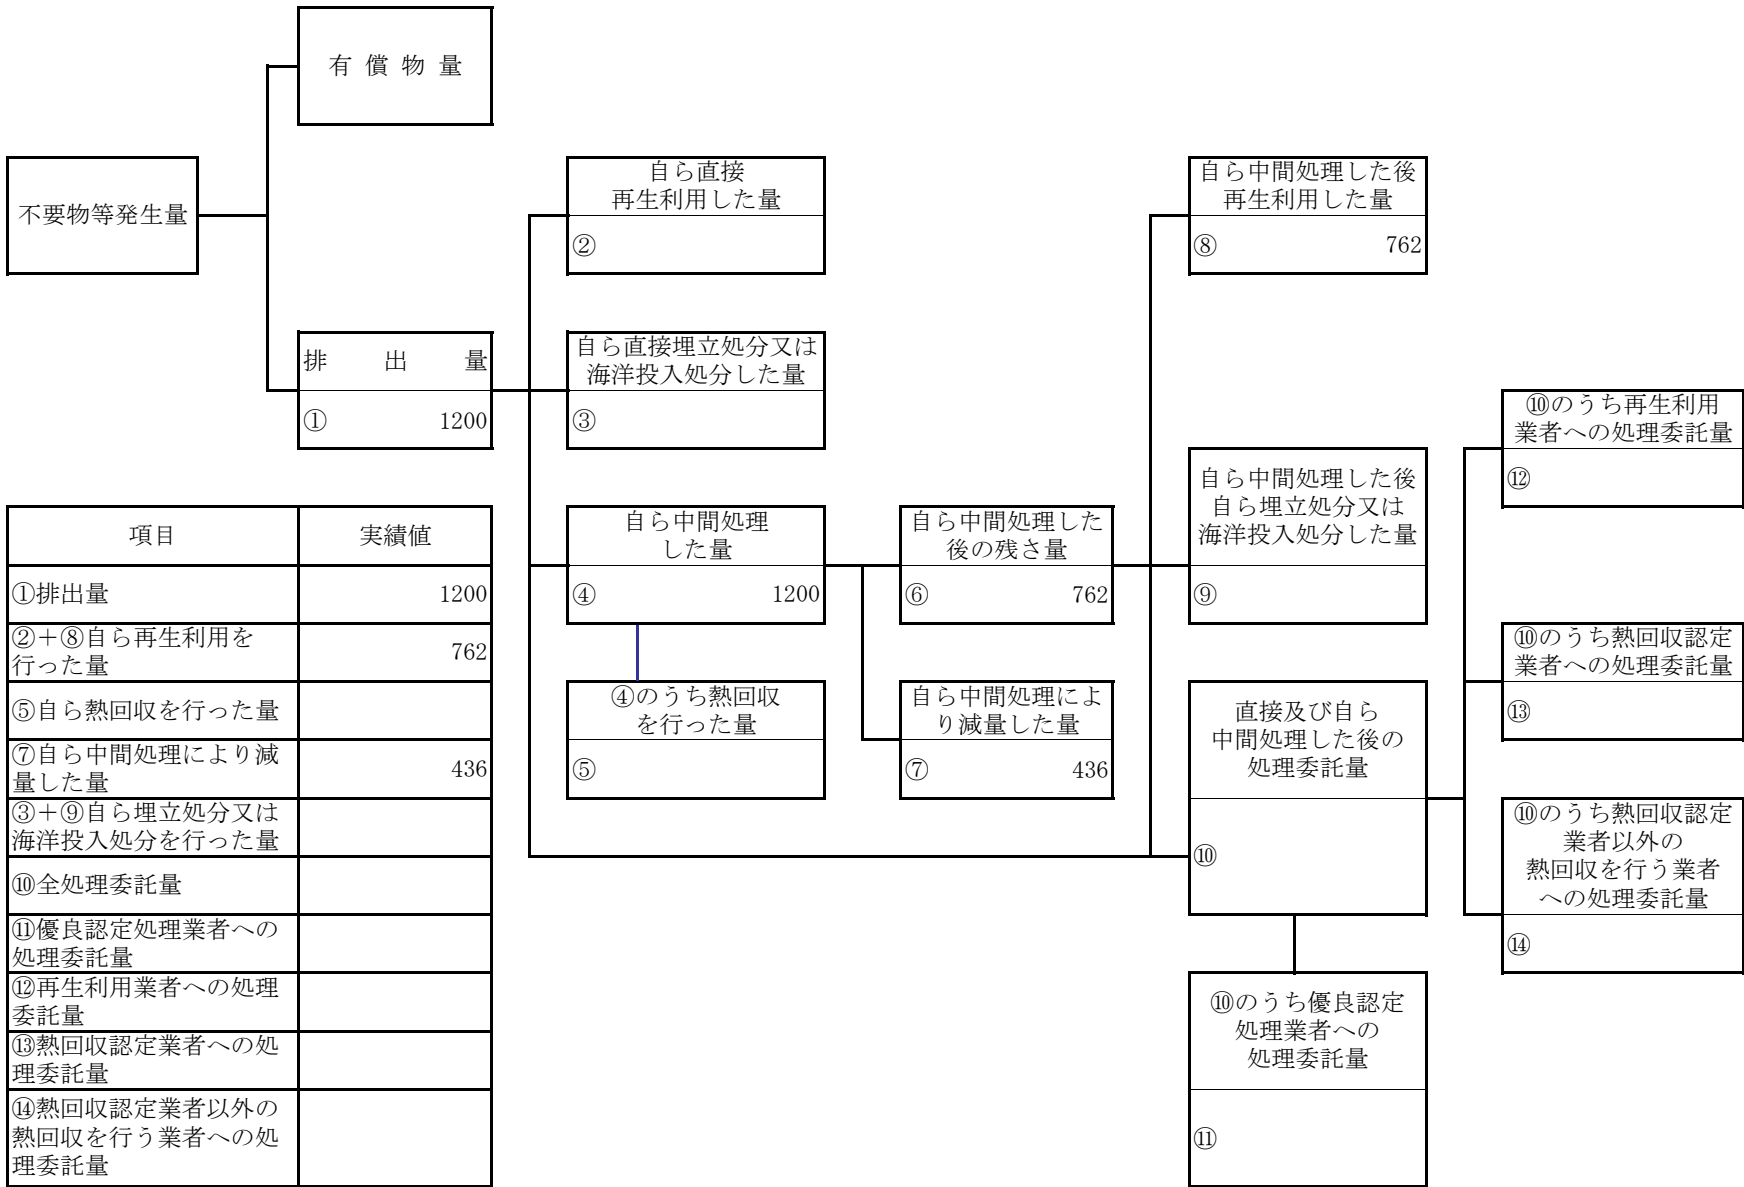 有償物量
不要物等発生量
自ら直接
再生利用した量
②
自ら中間処理した後
再生利用した量
⑧ 762
排出量
① 1200
自ら直接埋立処分又は
海洋投入処分した量
③
⑩のうち再生利用
業者への処理委託量
⑫
自ら中間処理した後
自ら埋立処分又は
海洋投入処分した量
⑨
自ら中間処理
した量
④ 1200
自ら中間処理した
後の残さ量
⑥ 762
⑩のうち熱回収認定
業者への処理委託量
⑬
④のうち熱回収
を行った量
⑤
自ら中間処理によ
り減量した量
⑦ 436
直接及び自ら
中間処理した後の
処理委託量
⑩
⑩のうち熱回収認定
業者以外の
熱回収を行う業者
への処理委託量
⑭
⑩のうち優良認定
処理業者への
処理委託量
⑪
項目 実績値
①排出量 1200
②+⑧自ら再生利用を
行った量 762
⑤自ら熱回収を行った量
⑦自ら中間処理により減
量した量 436
③+⑨自ら埋立処分又は
海洋投入処分を行った量
⑩全処理委託量
⑪優良認定処理業者への
処理委託量
⑫再生利用業者への処理
委託量
⑬熱回収認定業者への処
理委託量
⑭熱回収認定業者以外の
熱回収を行う業者への処
理委託量